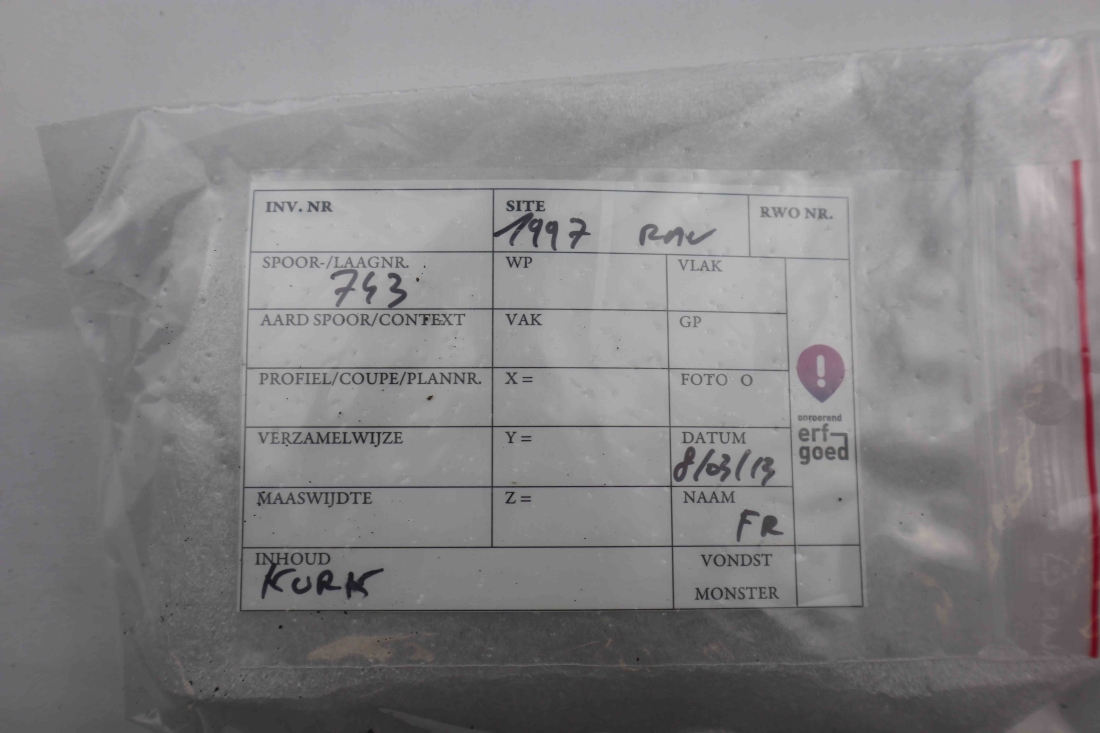 INV. NR
SITE
RWO NR.
1997 RAV
SPOOR-/LAAGNR.
WP
VLAK
743
AARD SPOOR/CONTEXT
VAK
GP
PROFIEL/COUPE/PLANNR.
X =
FOTO O
VERZAMELWIJZE
Y =
DATUM
8/03/13
onroerend
erf-
goed
MAASWIJDTE
Z =
NAAM
FR
INHOUD
KURK
VONDST
MONSTER